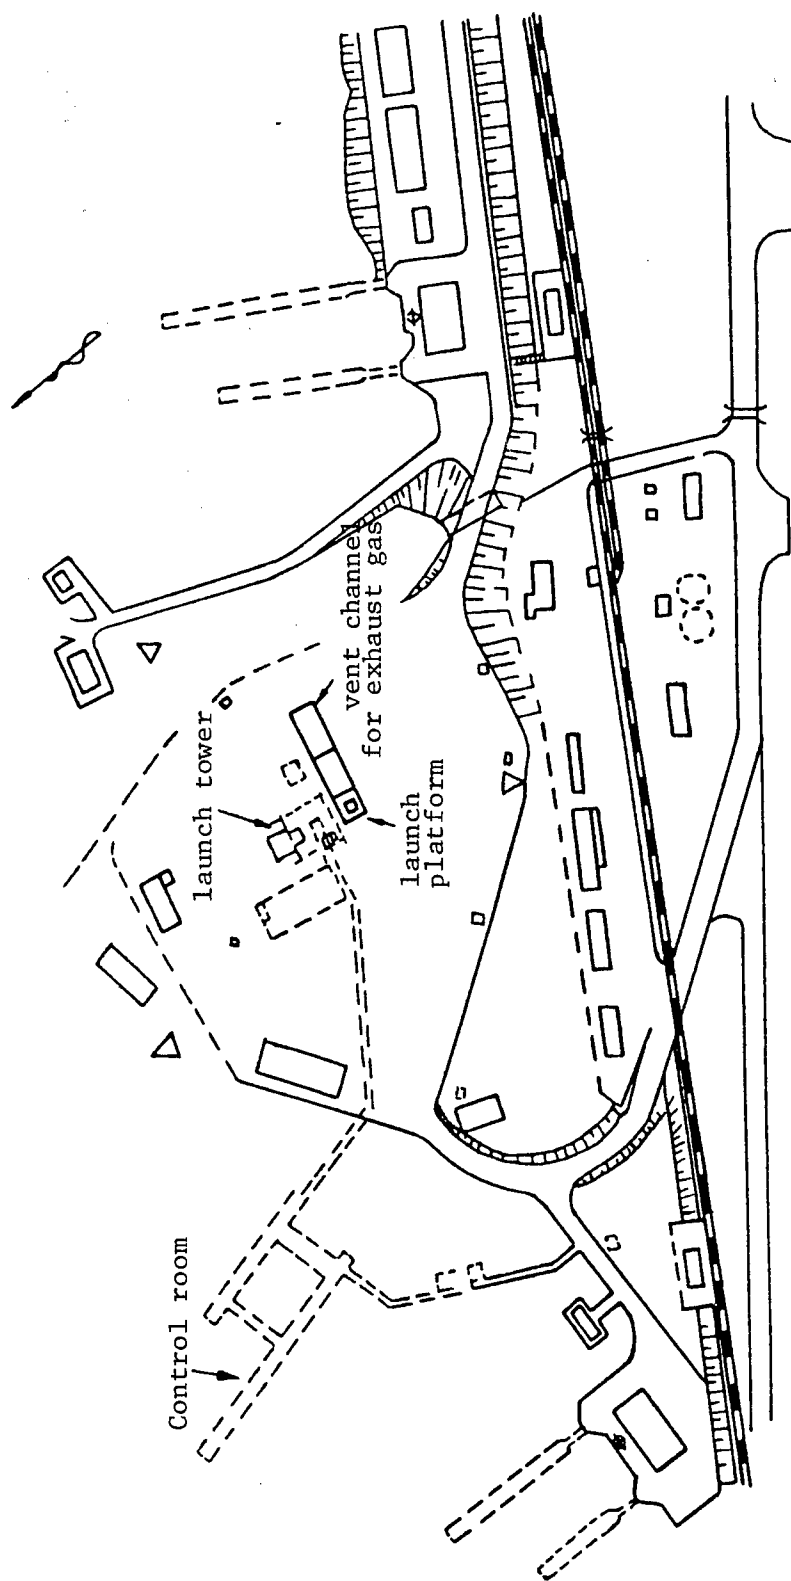 Control room
launch tower
launch
platform
vent channel
for exhaust gas